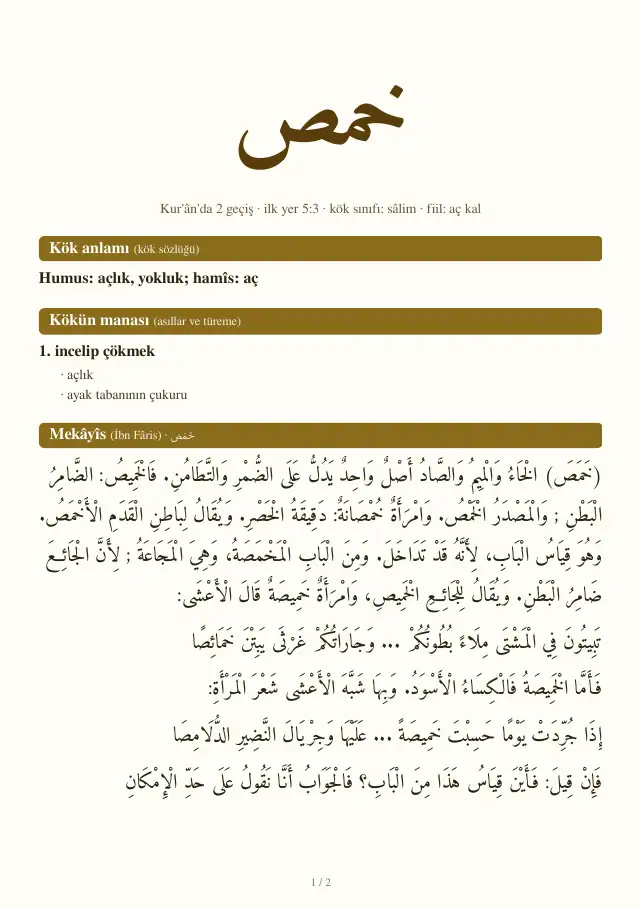 خمص
Kur'ân'da 2 geçiş · ilk yer 5:3 · kök sınıfı: sâlim · fiil: aç kal
Kök anlamı (kök sözlüğü)
Humus: açlık, yokluk; hamîs: aç
Kökün manası (asıllar ve türeme)
1. incelip çökmek
· açlık
· ayak tabanının çukuru
Mekâyîs (İbn Fâris) · خمص
(خَمَصَ) الْخَاءُ وَالْمِيمُ وَالصَّادُ أَصْلٌ وَاحِدٌ يَدُلُّ عَلَى الضُّمْرِ وَالتَّطَامُنِ. فَالْخَمِيصُ: الضَّامِرُ
الْبَطْنِ ; وَالْمَصْدَرُ الْخَمْصُ. وَامْرَأَةٌ خُمْصَانَةٌ: دَقِيقَةُ الْخَصْرِ. وَيُقَالُ لِبَاطِنِ الْقَدَمِ الْأَخْمَصُ.
وَهُوَ قِيَاسُ الْبَابِ، لِأَنَّهُ قَدْ تَدَاخَلَ. وَمِنَ الْبَابِ الْمَخْمَصَةُ، وَهِيَ الْمَجَاعَةُ ; لِأَنَّ الْجَائِعَ
ضَامِرُ الْبَطْنِ. وَيُقَالُ لِلْجَائِعِ الْخَمِيصِ، وَامْرَأَةٌ خَمِيصَةٌ قَالَ الْأَعْشَى:
تَبِيتُونَ فِي الْمَشْتَى مِلَاءً بُطُونُكُمْ ... وَجَارَاتُكُمْ غَرْثَى يَبِتْنَ خَمَائِصًا
فَأَمَّا الْخَمِيصَةُ فَالْكِسَاءُ الْأَسْوَدُ. وَبِهَا شَبَّهَ الْأَعْشَى شَعْرَ الْمَرْأَةِ:
إِذَا جُرِّدَتْ يَوْمًا حَسِبْتَ خَمِيصَةً ... عَلَيْهَا وَجِرْيَالَ النَّضِيرِ الدُّلَامِصَا
فَإِنْ قِيلَ: فَأَيْنَ قِيَاسُ هَذَا مِنَ الْبَابِ؟ فَالْجَوَابُ أَنَّا نَقُولُ عَلَى حَدِّ الْإِمْكَانِ
1 / 2